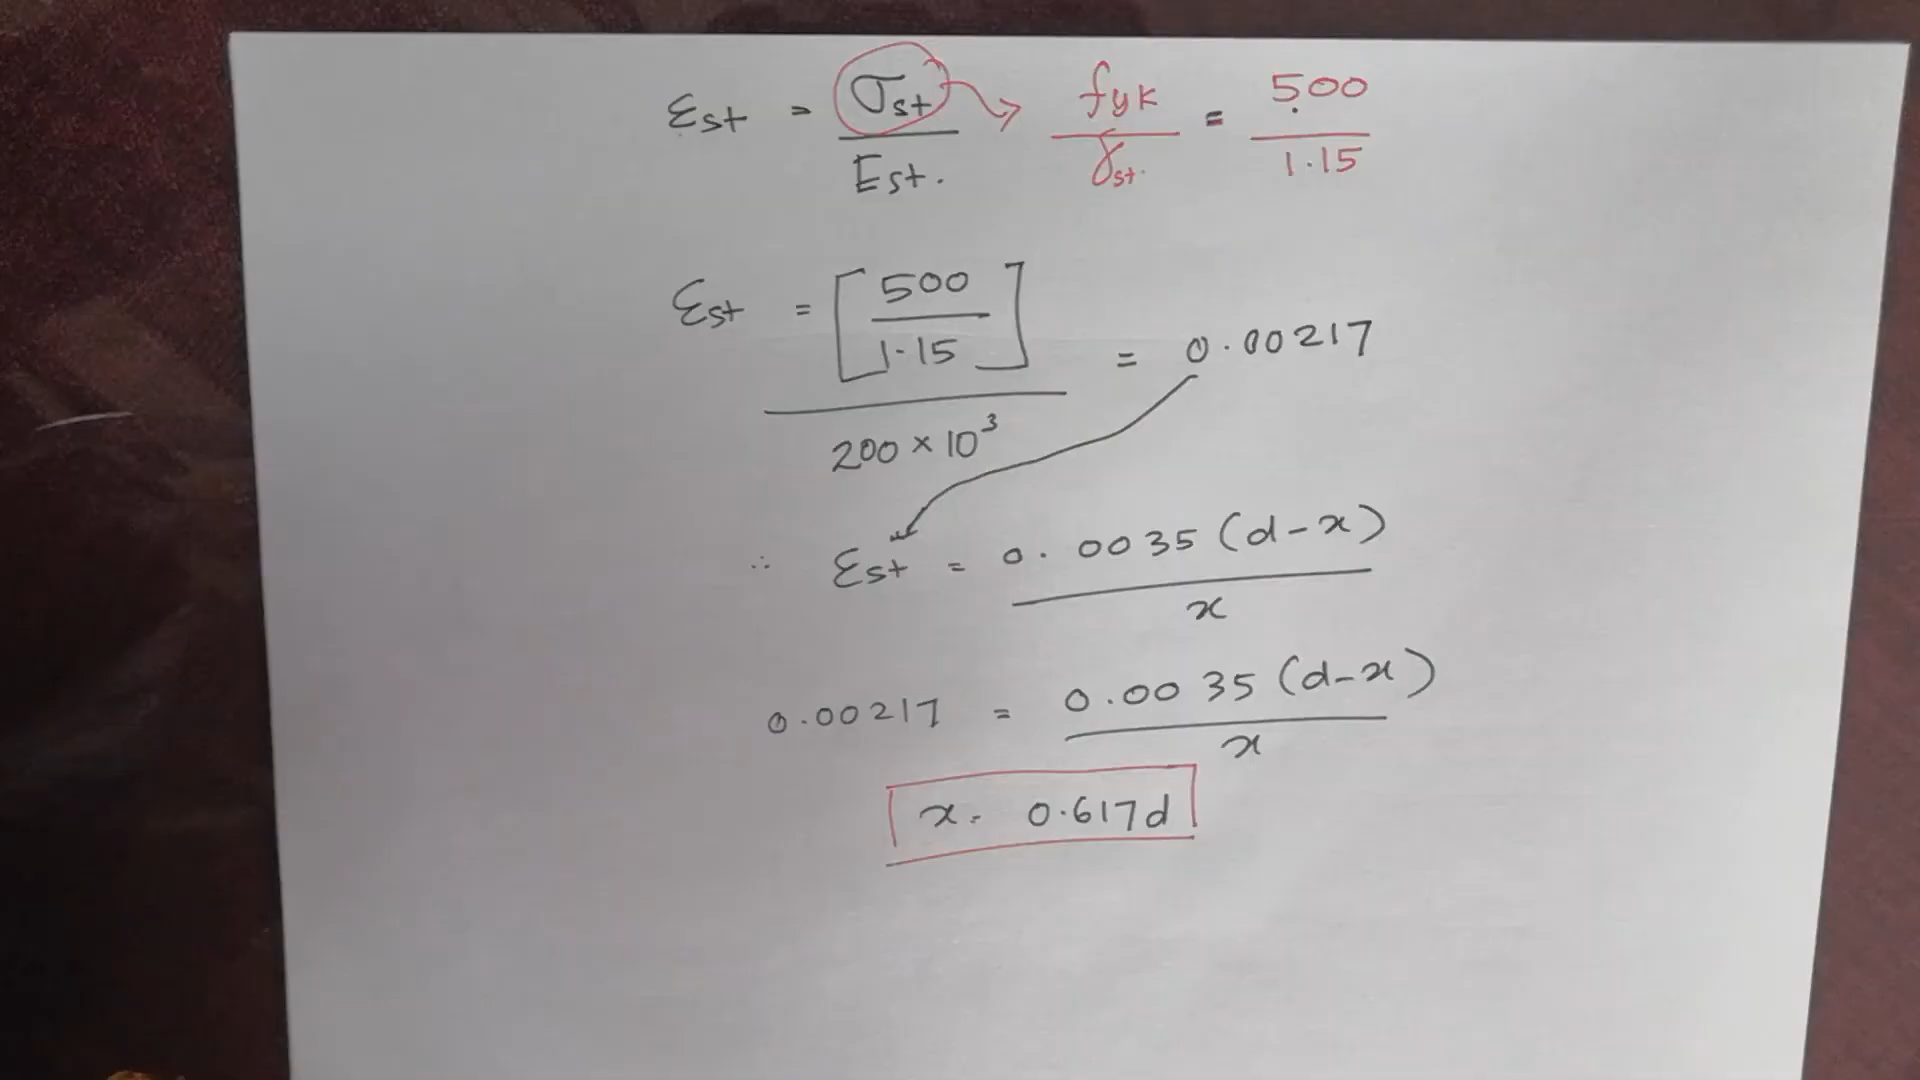 εst = σst / Est. → fyk / γst. = 500 / 1.15
εst = [500 / 1.15] / 200 × 10³ = 0.00217
∴ εst = 0.0035 (d-x) / x
0.00217 = 0.0035 (d-x) / x
x = 0.617d